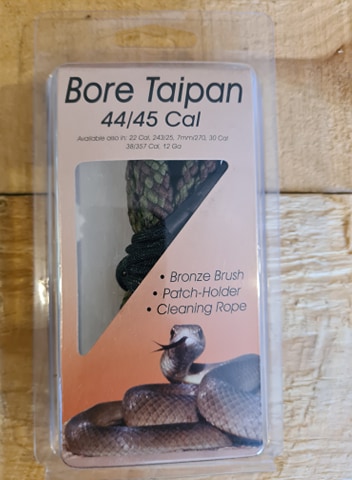 Bore Taipan
44/45 Cal
Available also in: 22 Cal, 243/25, 7mm/270, 30 Cal
38/357 Cal, 12 Ga
• Bronze Brush
• Patch-Holder
• Cleaning Rope